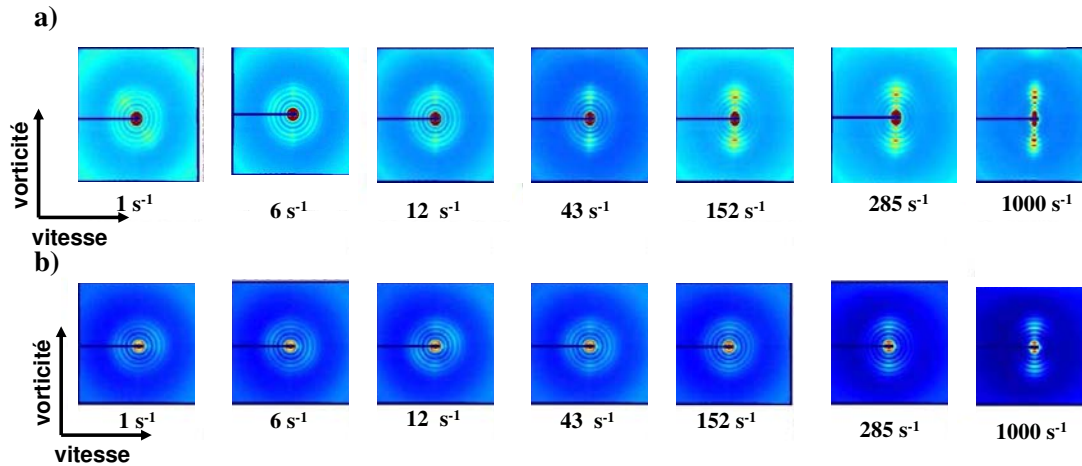 a)
vorticité
1 s-1 6 s-1 12 s-1 43 s-1 152 s-1 285 s-1 1000 s-1
vitesse
b)
vorticité
1 s-1 6 s-1 12 s-1 43 s-1 152 s-1 285 s-1 1000 s-1
vitesse